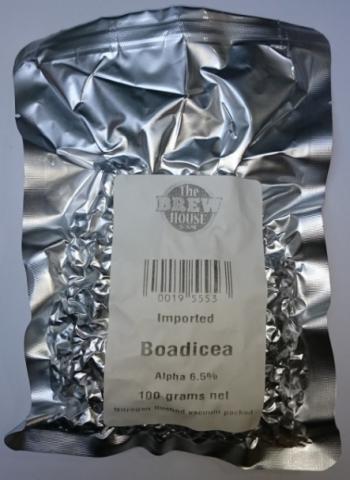 The
BREW
HOUSE
0019 5553
Imported
Boadicea
Alpha 6.5%
100 grams net
Nitrogen flushed vacuum packed